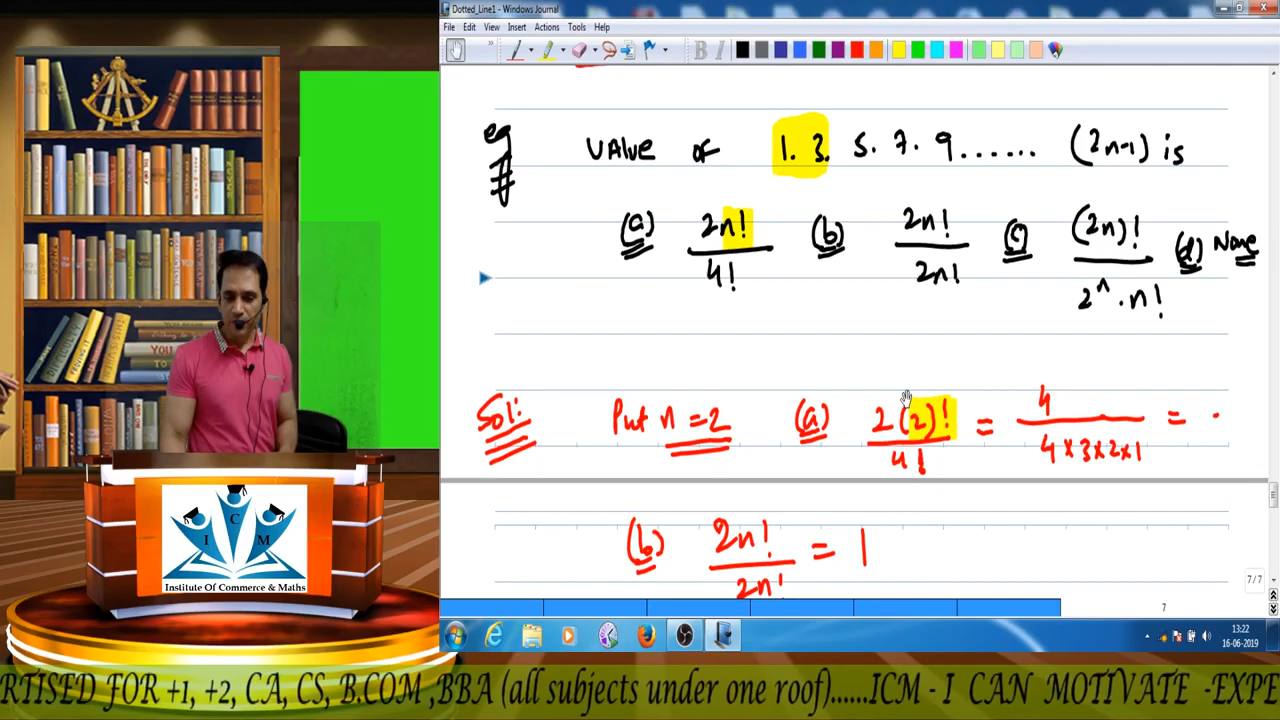 Dotted_Line1 - Windows Journal
File Edit View Insert Actions Tools Help
eg
Value of 1. 3. 5. 7. 9...... (2n-1) is
(a) 2n!/4! (b) 2n!/2n! (c) (2n)!/2ⁿ.n! (d) None
Sol: Put n = 2 (a) 2(2)!/4! = 4/4×3×2×1 = .
(b) 2n!/2n! = 1
7/7
7
I C M
Institute Of Commerce & Maths
13:22
16-06-2019
RTISED FOR +1, +2, CA, CS, B.COM ,BBA (all subjects under one roof)......ICM - I CAN MOTIVATE -EXPE